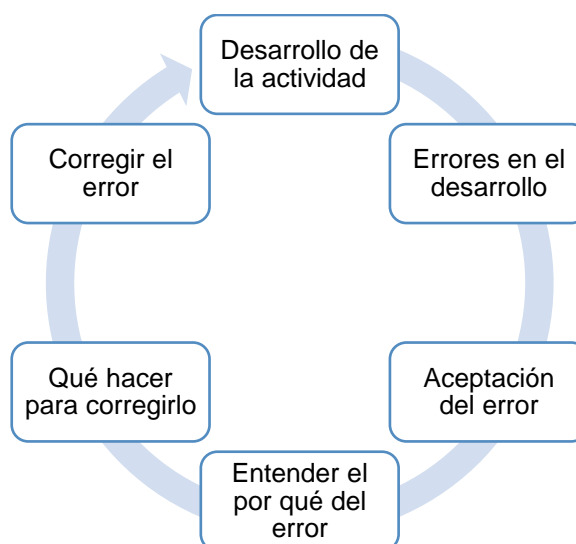 Desarrollo de
la actividad
Errores en el
desarrollo
Aceptación
del error
Entender el
por qué del
error
Qué hacer
para corregirlo
Corregir el
error